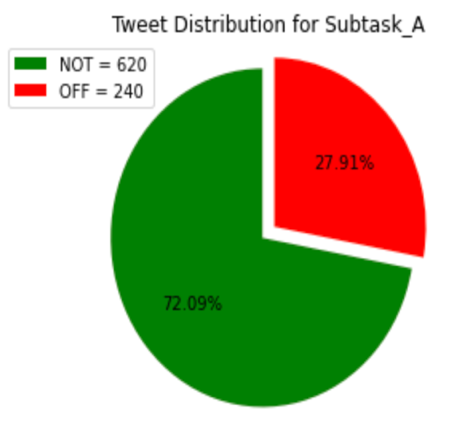 Tweet Distribution for Subtask_A
NOT = 620
OFF = 240
27.91%
72.09%